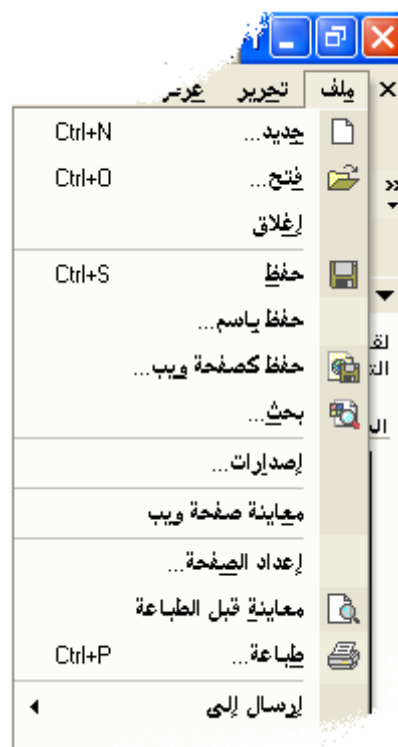 ملف تحرير عرض
جديد... Ctrl+N
فتح... Ctrl+O
إغلاق
حفظ Ctrl+S
حفظ باسم...
حفظ كصفحة ويب...
بحث...
إصدارات...
معاينة صفحة ويب
إعداد الصفحة...
معاينة قبل الطباعة
طباعة... Ctrl+P
إرسال إلى